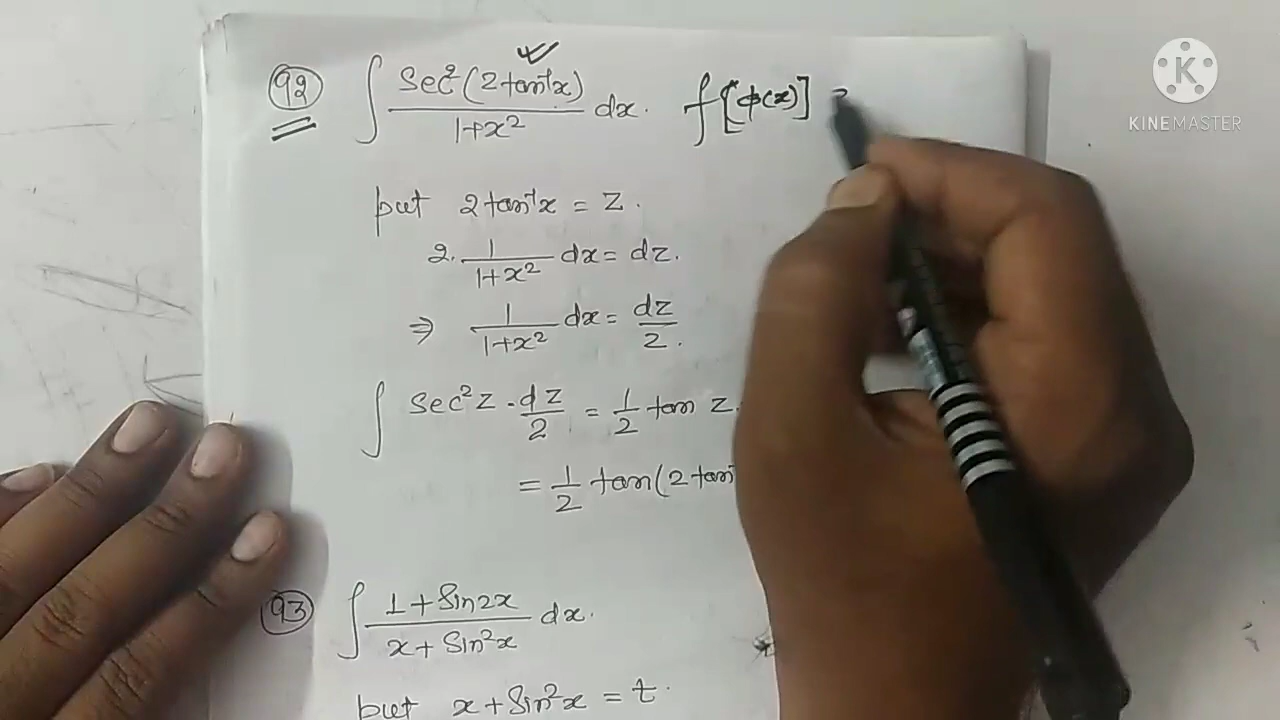 92 ∫ Sec²(2tan⁻¹x) / 1+x² dx. ∫[φ(x)]
KINEMASTER
put 2tan⁻¹x = Z.
2. 1/1+x² dx = dz.
⇒ 1/1+x² dx = dz/2.
∫ Sec²Z . dz/2 = 1/2 tan Z.
= 1/2 tan(2tan⁻¹
93 ∫ 1+Sin2x / x+Sin²x dx.
put x+Sin²x = t.